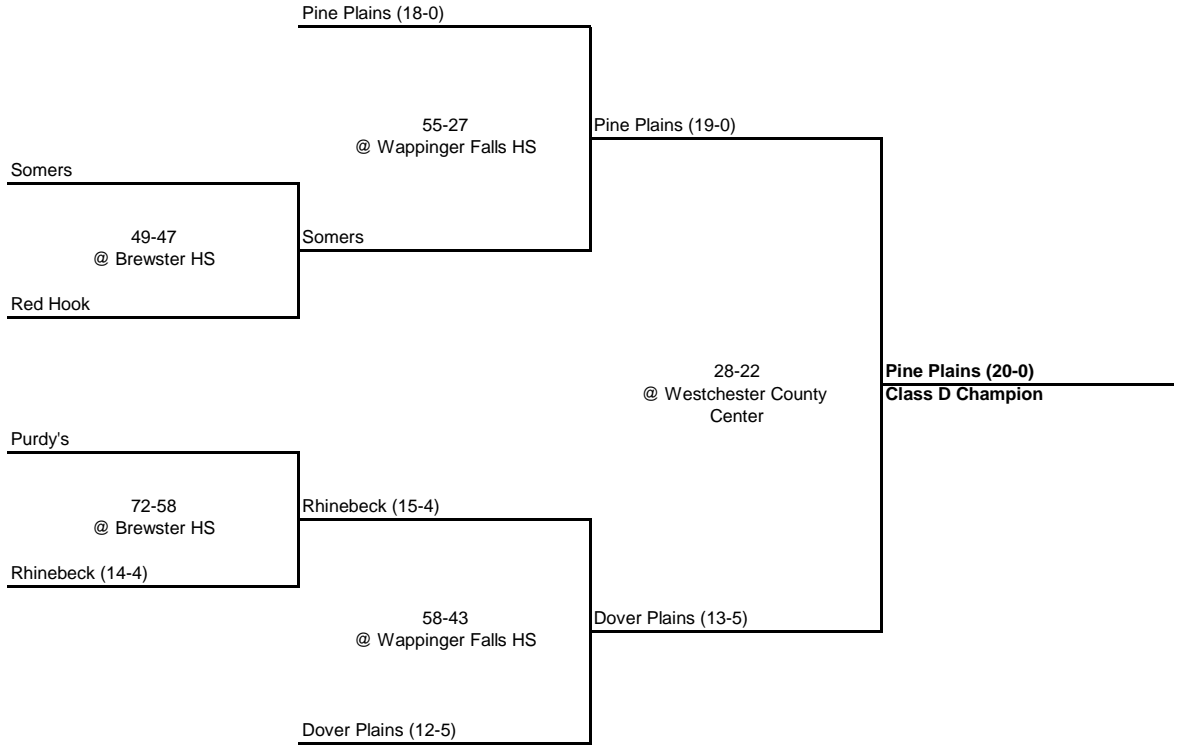 Pine Plains (18-0)
55-27
@ Wappinger Falls HS
Pine Plains (19-0)
Somers
49-47
@ Brewster HS
Somers
Red Hook
28-22
@ Westchester County
Center
Pine Plains (20-0)
Class D Champion
Purdy's
72-58
@ Brewster HS
Rhinebeck (15-4)
Rhinebeck (14-4)
58-43
@ Wappinger Falls HS
Dover Plains (13-5)
Dover Plains (12-5)